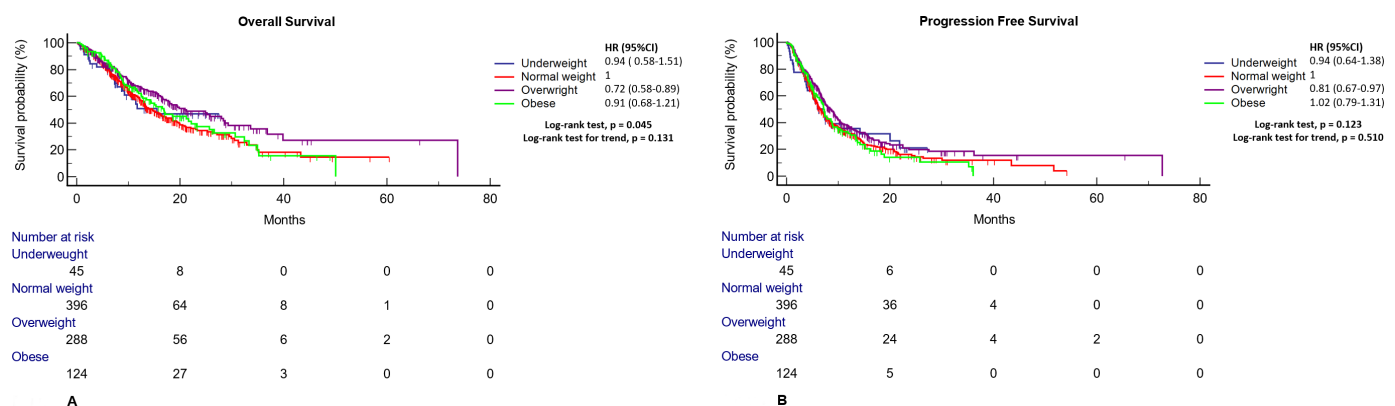 Overall Survival
Survival probability (%)
100
80
60
40
20
0
0 20 40 60 80
Months
HR (95%CI)
Underweight 0.94 ( 0.58-1.51)
Normal weight 1
Overwright 0.72 (0.58-0.89)
Obese 0.91 (0.68-1.21)
Log-rank test, p = 0.045
Log-rank test for trend, p = 0.131
Number at risk
Underweught
45 8 0 0 0
Normal weight
396 64 8 1 0
Overweight
288 56 6 2 0
Obese
124 27 3 0 0
A
Progression Free Survival
Survival probability (%)
100
80
60
40
20
0
0 20 40 60 80
Months
HR (95%CI)
Underweight 0.94 (0.64-1.38)
Normal weight 1
Overwright 0.81 (0.67-0.97)
Obese 1.02 (0.79-1.31)
Log-rank test, p = 0.123
Log-rank test for trend, p = 0.510
Number at risk
Underweight
45 6 0 0 0
Normal weight
396 36 4 0 0
Overweight
288 24 4 2 0
Obese
124 5 0 0 0
B